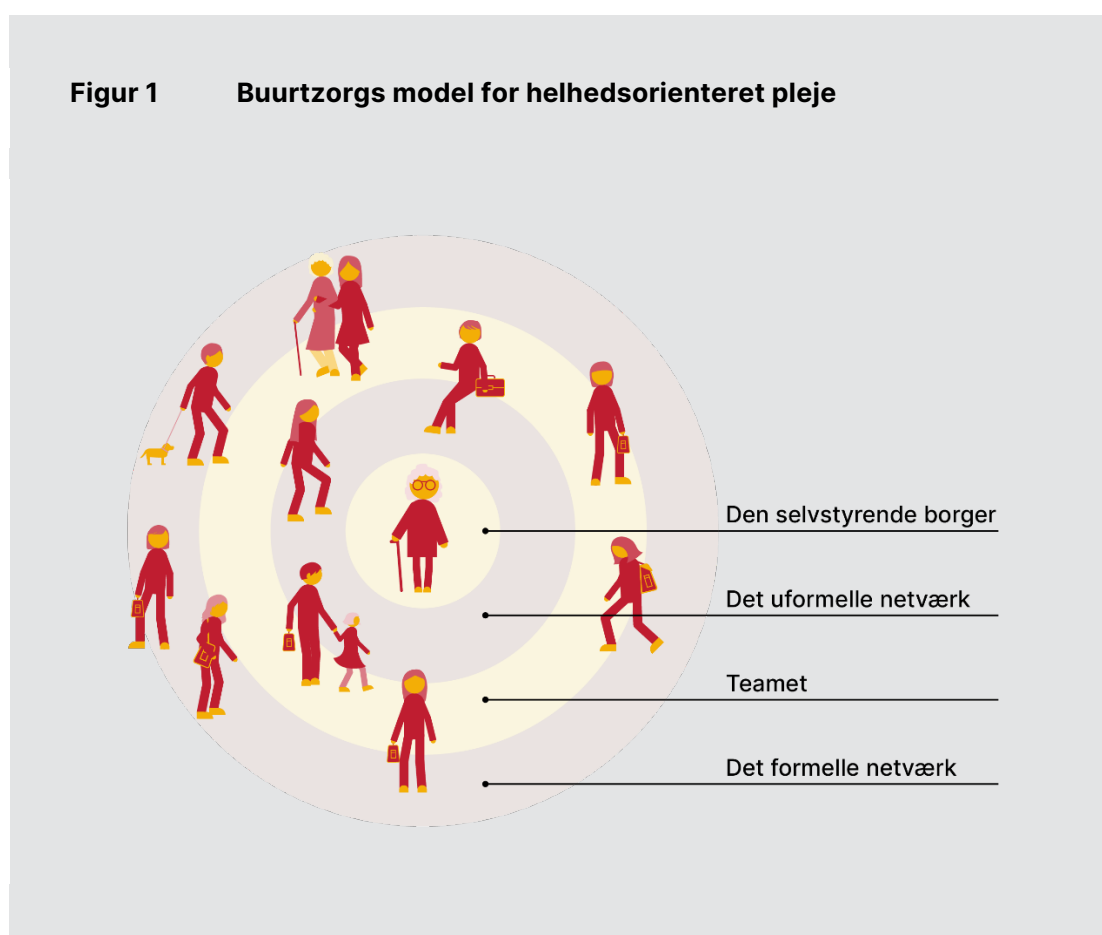 Figur 1 Buurtzorgs model for helhedsorienteret pleje
Den selvstyrende borger
Det uformelle netværk
Teamet
Det formelle netværk